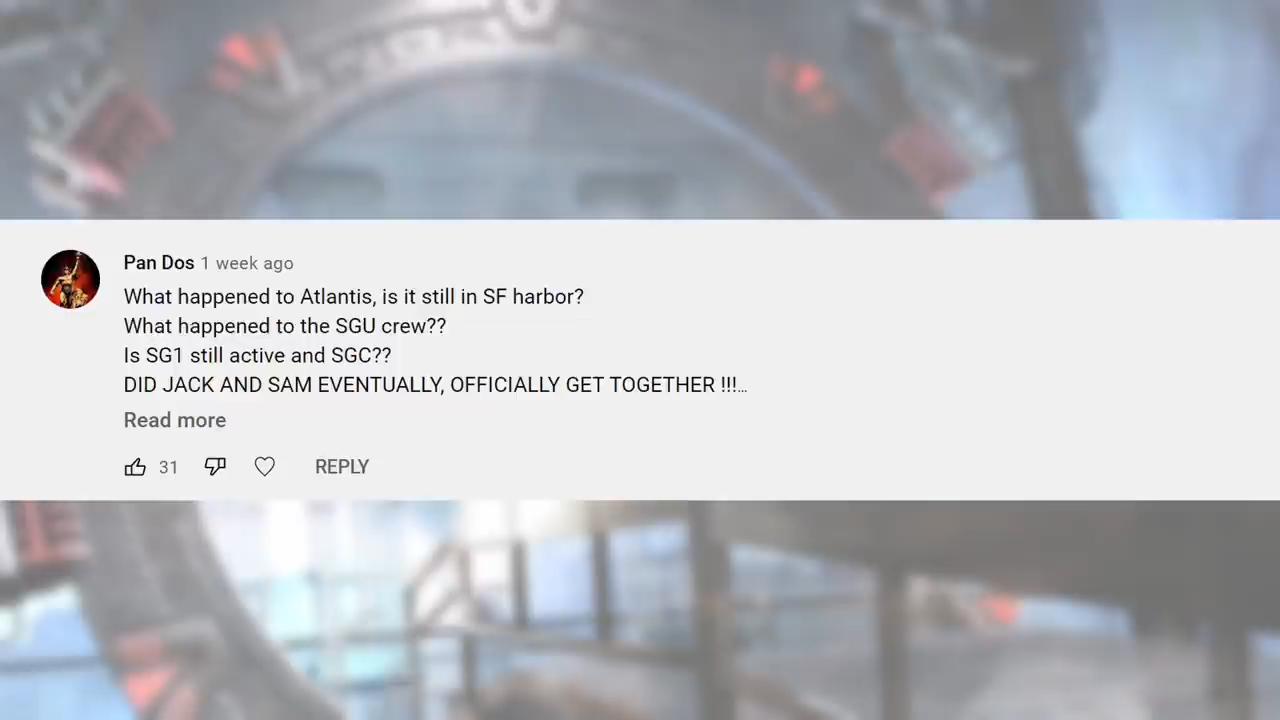 Pan Dos 1 week ago
What happened to Atlantis, is it still in SF harbor?
What happened to the SGU crew??
Is SG1 still active and SGC??
DID JACK AND SAM EVENTUALLY, OFFICIALLY GET TOGETHER !!!...
Read more
31 REPLY